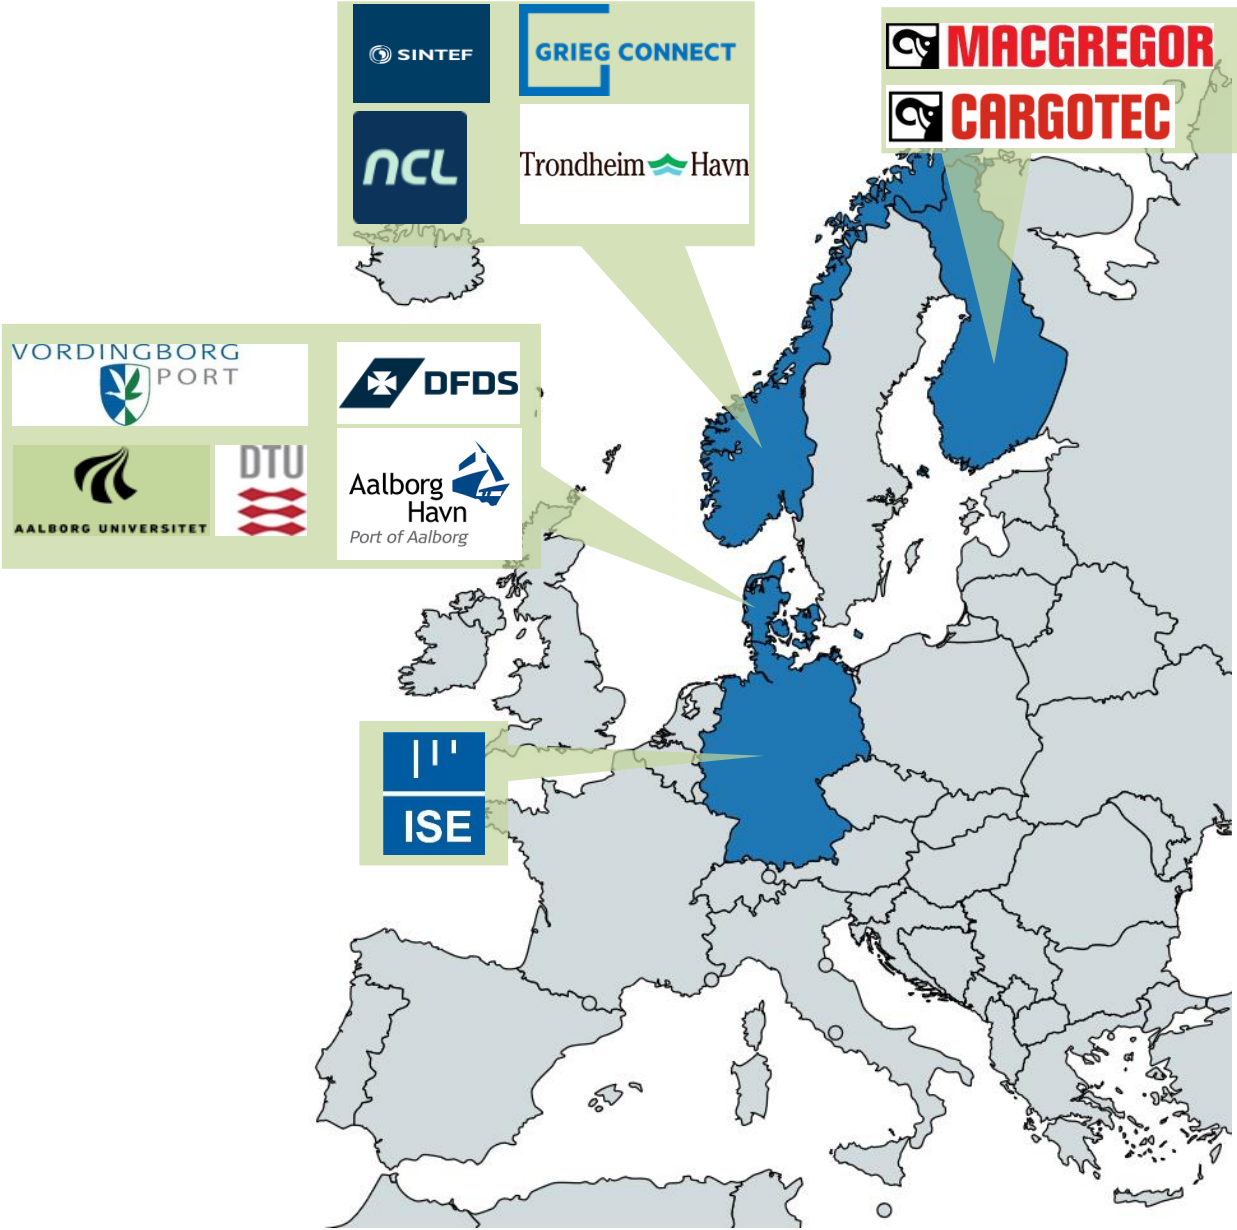 SINTEF
GRIEG CONNECT
ncl
Trondheim Havn
MACGREGOR
CARGOTEC
VORDINGBORG
PORT
DFDS
AALBORG UNIVERSITET
DTU
Aalborg
Havn
Port of Aalborg
ISE